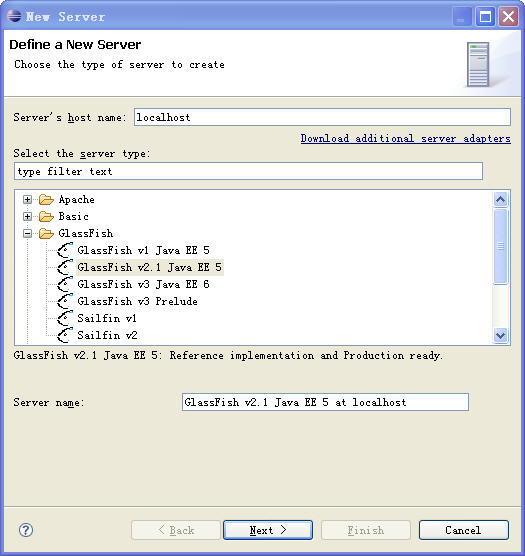 New Server
Define a New Server
Choose the type of server to create
Server's host name: localhost
Download additional server adapters
Select the server type:
type filter text
Apache
Basic
GlassFish
GlassFish v1 Java EE 5
GlassFish v2.1 Java EE 5
GlassFish v3 Java EE 6
GlassFish v3 Prelude
Sailfin v1
Sailfin v2
GlassFish v2.1 Java EE 5: Reference implementation and Production ready.
Server name: GlassFish v2.1 Java EE 5 at localhost
? < Back Next > Finish Cancel